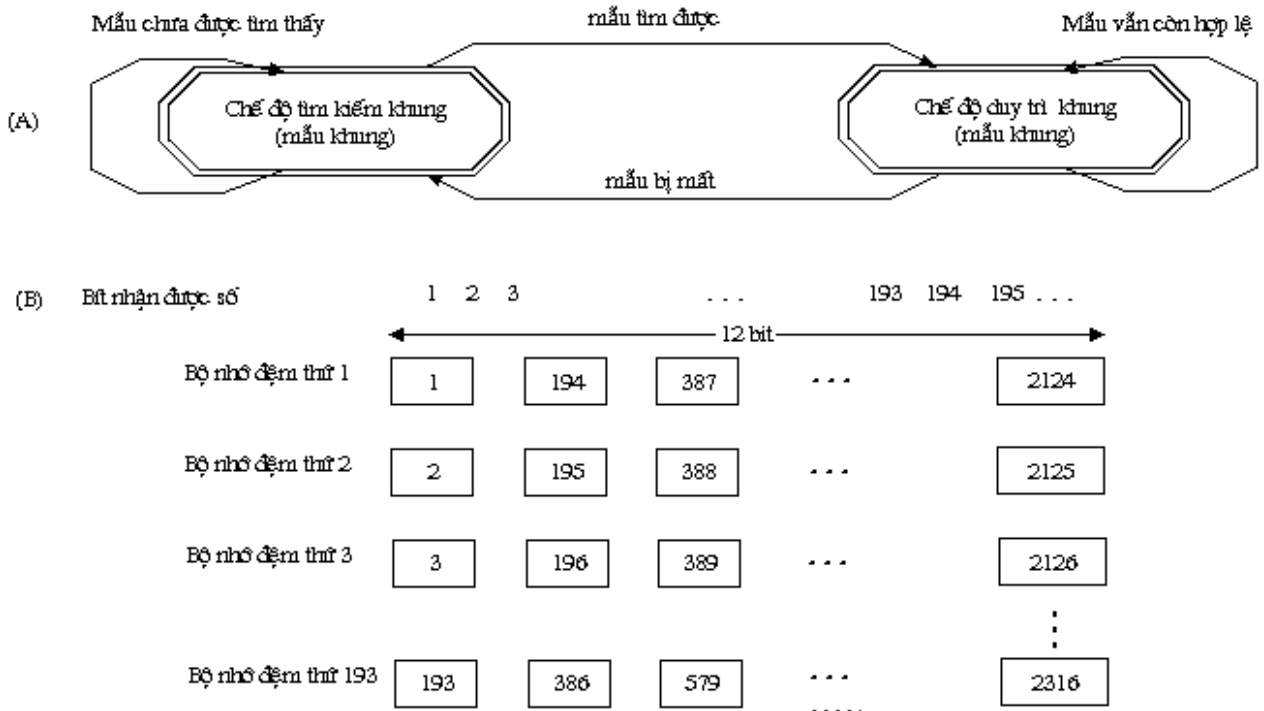 Mẫu chưa được tìm thấy
mẫu tìm được
Mẫu vẫn còn hợp lệ
(A)
Chế độ tìm kiếm khung
(mẫu khung)
Chế độ duy trì khung
(mẫu khung)
mẫu bị mất
(B) Bít nhận được số 1 2 3 . . . 193 194 195 . . .
12 bit
Bộ nhớ đệm thứ 1 1 194 387 . . . 2124
Bộ nhớ đệm thứ 2 2 195 388 . . . 2125
Bộ nhớ đệm thứ 3 3 196 389 . . . 2126
Bộ nhớ đệm thứ 193 193 386 579 . . . 2316